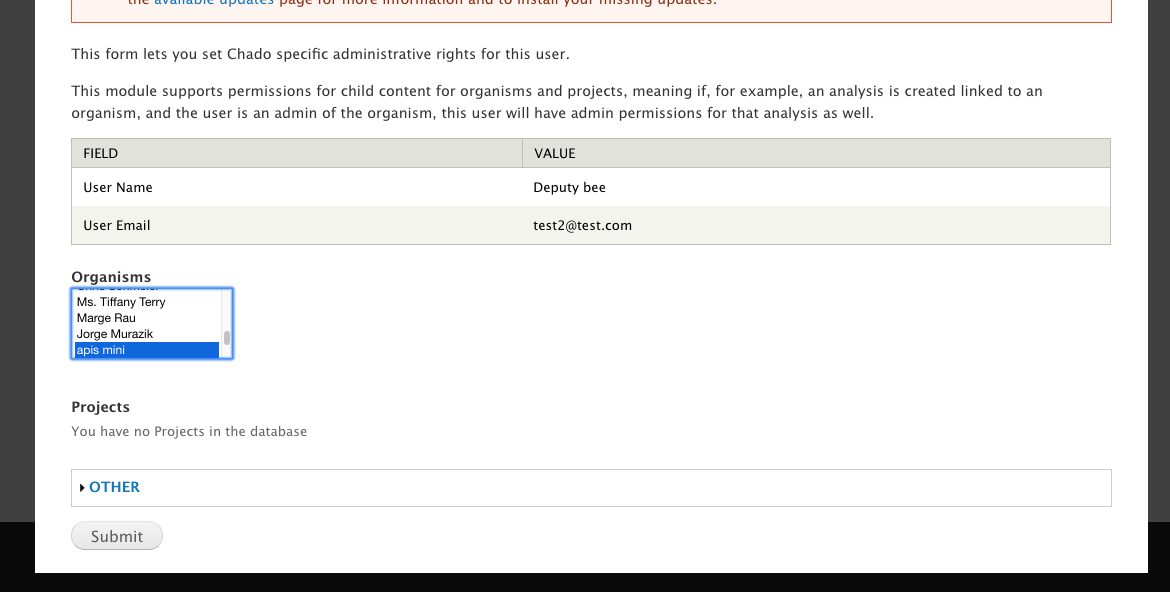 the available updates page for more information and to install your missing updates.
This form lets you set Chado specific administrative rights for this user.
This module supports permissions for child content for organisms and projects, meaning if, for example, an analysis is created linked to an
organism, and the user is an admin of the organism, this user will have admin permissions for that analysis as well.
FIELD VALUE
User Name Deputy bee
User Email test2@test.com
Organisms
Ms. Tiffany Terry
Marge Rau
Jorge Murazik
apis mini
Projects
You have no Projects in the database
OTHER
Submit